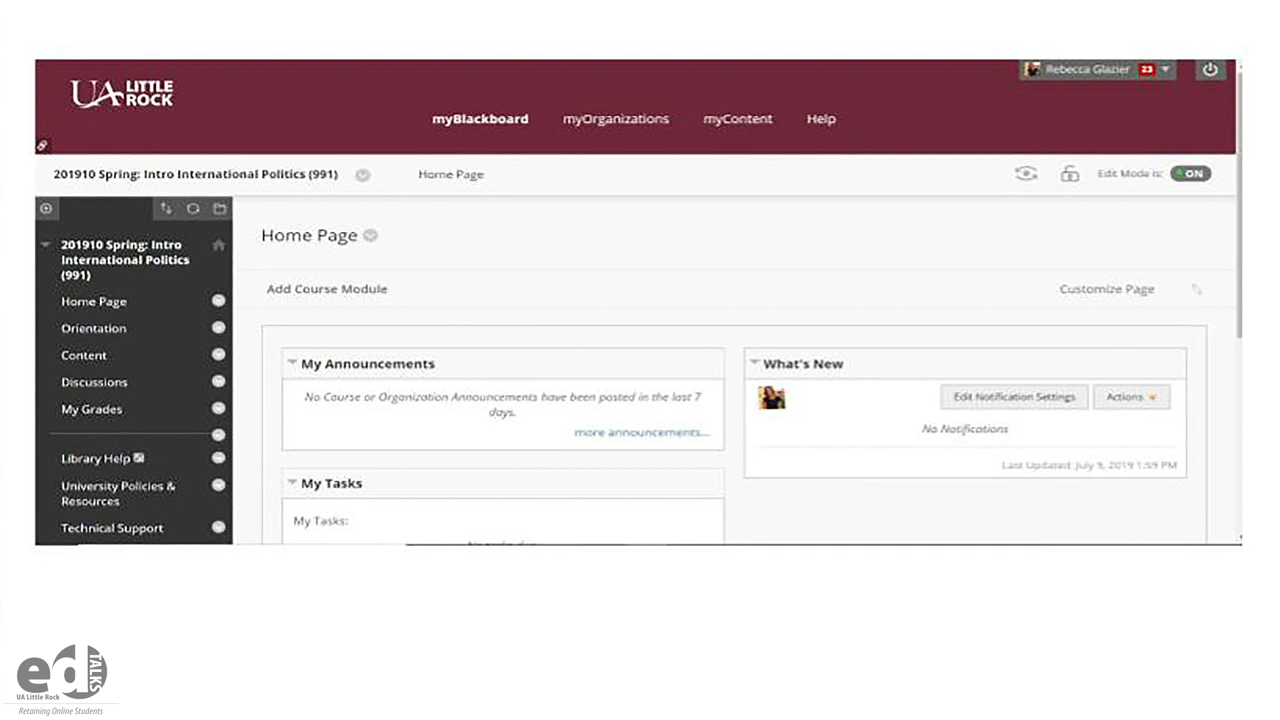 UA LITTLE ROCK
Rebecca Glazier 23
myBlackboard myOrganizations myContent Help
201910 Spring: Intro International Politics (991) Home Page Edit Mode is: ON
201910 Spring: Intro
International Politics
(991)
Home Page
Orientation
Content
Discussions
My Grades
Library Help
University Policies &
Resources
Technical Support
Home Page
Add Course Module Customize Page
My Announcements
No Course or Organization Announcements have been posted in the last 7
days.
more announcements...
My Tasks
My Tasks:
What's New
Edit Notification Settings Actions
No Notifications
Last Updated: July 9, 2019 1:59 PM
ed TALKS
UA Little Rock
Retaining Online Students